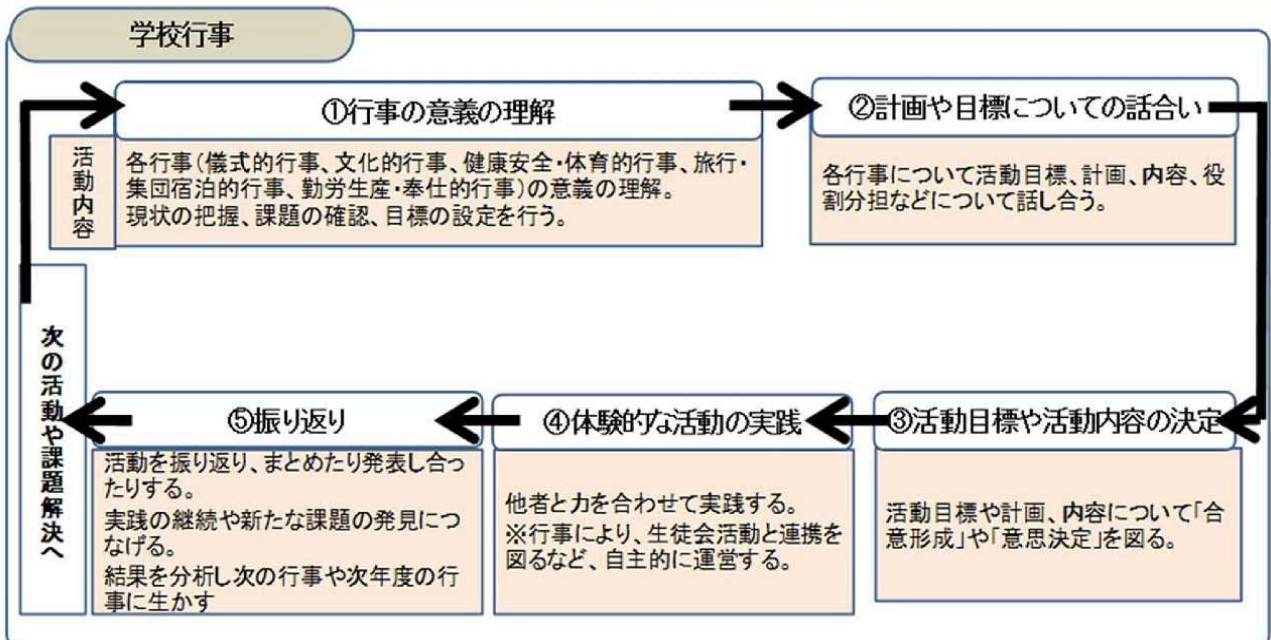 学校行事
①行事の意義の理解
活動内容
各行事(儀式的行事、文化的行事、健康安全・体育的行事、旅行・
集団宿泊的行事、勤労生産・奉仕的行事)の意義の理解。
現状の把握、課題の確認、目標の設定を行う。
②計画や目標についての話合い
各行事について活動目標、計画、内容、役
割分担などについて話し合う。
③活動目標や活動内容の決定
活動目標や計画、内容について「合
意形成」や「意思決定」を図る。
④体験的な活動の実践
他者と力を合わせて実践する。
※行事により、生徒会活動と連携を
図るなど、自主的に運営する。
⑤振り返り
活動を振り返り、まとめたり発表し合っ
たりする。
実践の継続や新たな課題の発見につ
なげる。
結果を分析し次の行事や次年度の行
事に生かす
次の活動や課題解決へ